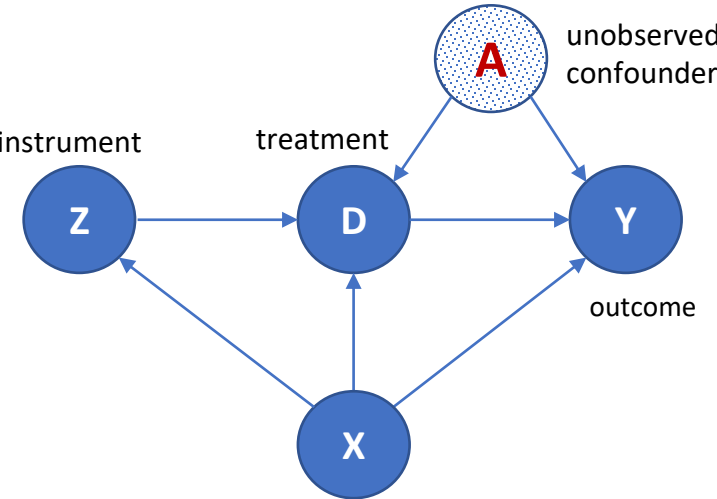 A
unobserved
confounder
instrument
treatment
Z
D
Y
outcome
X